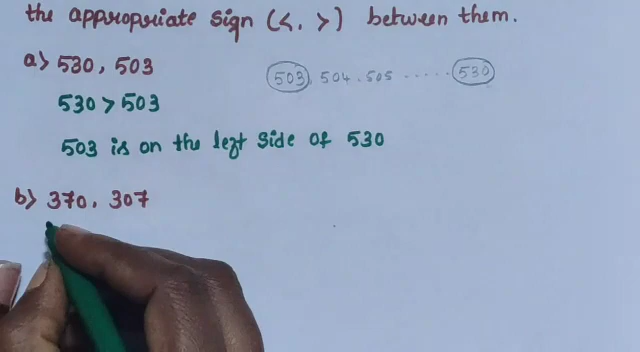 the appropriate sign (<, >) between them.
a> 530, 503
503, 504, 505 ..... 530
530 > 503
503 is on the left side of 530
b> 370, 307